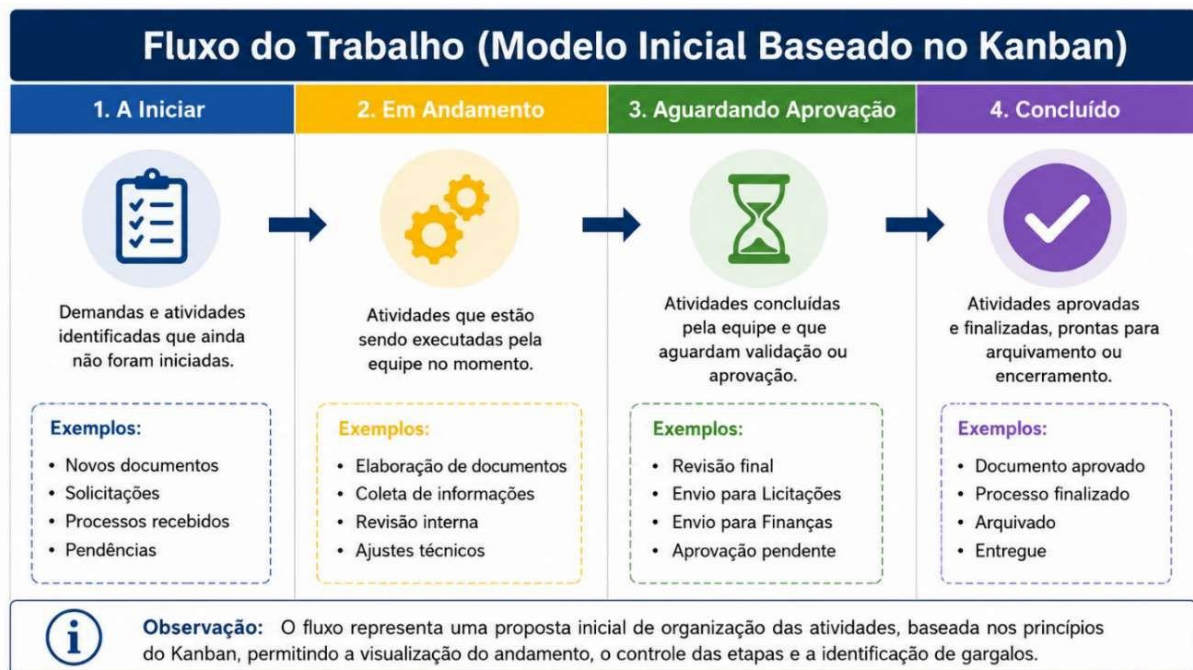 Fluxo do Trabalho (Modelo Inicial Baseado no Kanban)
1. A Iniciar
Demandas e atividades
identificadas que ainda
não foram iniciadas.
Exemplos:
• Novos documentos
• Solicitações
• Processos recebidos
• Pendências
2. Em Andamento
Atividades que estão
sendo executadas pela
equipe no momento.
Exemplos:
• Elaboração de documentos
• Coleta de informações
• Revisão interna
• Ajustes técnicos
3. Aguardando Aprovação
Atividades concluídas
pela equipe e que
aguardam validação ou
aprovação.
Exemplos:
• Revisão final
• Envio para Licitações
• Envio para Finanças
• Aprovação pendente
4. Concluído
Atividades aprovadas
e finalizadas, prontas para
arquivamento ou
encerramento.
Exemplos:
• Documento aprovado
• Processo finalizado
• Arquivado
• Entregue
Observação: O fluxo representa uma proposta inicial de organização das atividades, baseada nos princípios
do Kanban, permitindo a visualização do andamento, o controle das etapas e a identificação de gargalos.